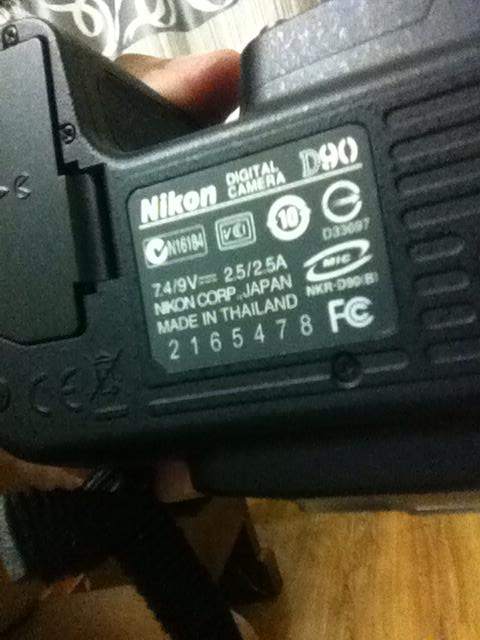 Nikon DIGITAL CAMERA D90
N16184 VCI 10 D33697
7.4/9V 2.5/2.5A
NIKON CORP. JAPAN
MIC
NKR-D90(B)
MADE IN THAILAND
2165478 FC
CE